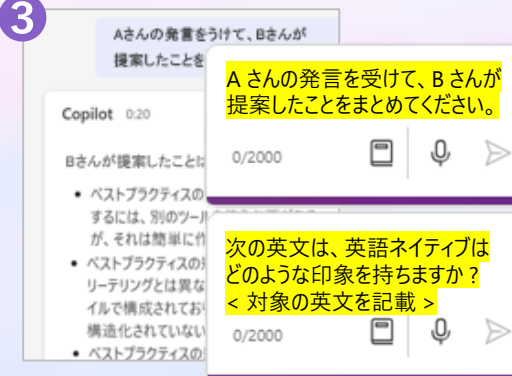 3
Aさんの発言をうけて、Bさんが
提案したことを
Copilot 0:20
Bさんが提案したことは
• ベストプラクティスの
するには、別のツール
が、それは簡単に作
• ベストプラクティスの
リーテリングとは異な
イルで構成されており
構造化されていない
• ベストプラクティスの
A さんの発言を受けて、B さんが
提案したことをまとめてください。
0/2000
次の英文は、英語ネイティブは
どのような印象を持ちますか？
< 対象の英文を記載 >
0/2000